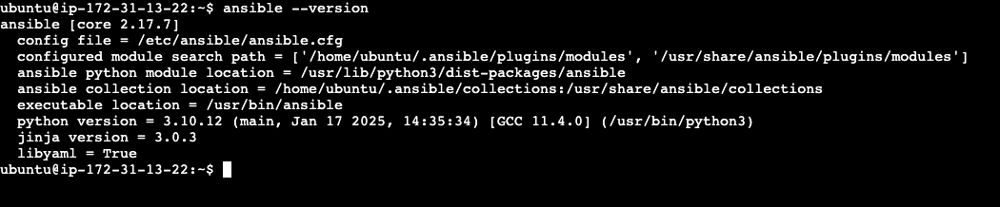 ubuntu@ip-172-31-13-22:~$ ansible --version
ansible [core 2.17.7]
  config file = /etc/ansible/ansible.cfg
  configured module search path = ['/home/ubuntu/.ansible/plugins/modules', '/usr/share/ansible/plugins/modules']
  ansible python module location = /usr/lib/python3/dist-packages/ansible
  ansible collection location = /home/ubuntu/.ansible/collections:/usr/share/ansible/collections
  executable location = /usr/bin/ansible
  python version = 3.10.12 (main, Jan 17 2025, 14:35:34) [GCC 11.4.0] (/usr/bin/python3)
  jinja version = 3.0.3
  libyaml = True
ubuntu@ip-172-31-13-22:~$